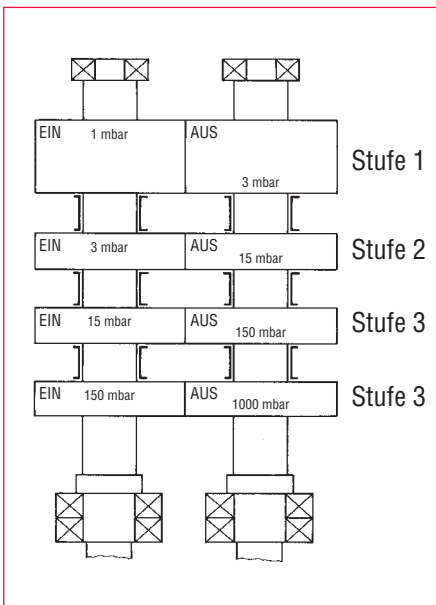 EIN 1 mbar AUS
3 mbar
Stufe 1
EIN 3 mbar AUS
15 mbar
Stufe 2
EIN 15 mbar AUS
150 mbar
Stufe 3
EIN 150 mbar AUS
1000 mbar
Stufe 3